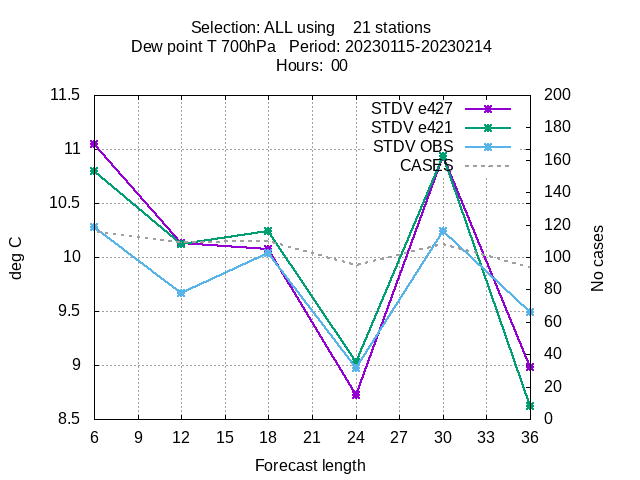 Selection: ALL using    21 stations
Dew point T 700hPa   Period: 20230115-20230214
Hours:  00
STDV e427
STDV e421
STDV OBS
CASES
11.5
11
10.5
10
9.5
9
8.5
deg C
200
180
160
140
120
100
80
60
40
20
0
No cases
6 9 12 15 18 21 24 27 30 33 36
Forecast length